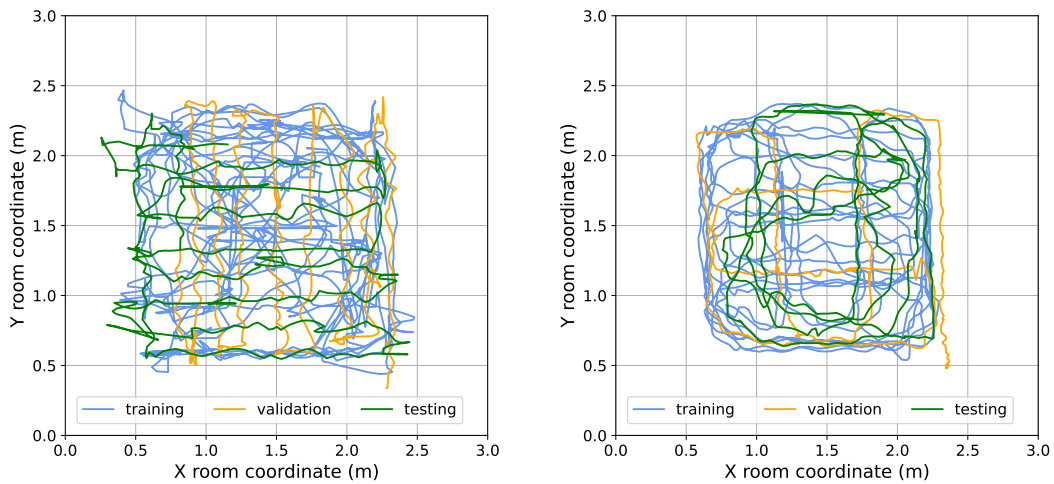 3.0
2.5
2.0
1.5
1.0
0.5
0.0
Y room coordinate (m)
training validation testing
0.0 0.5 1.0 1.5 2.0 2.5 3.0
X room coordinate (m)
3.0
2.5
2.0
1.5
1.0
0.5
0.0
Y room coordinate (m)
training validation testing
0.0 0.5 1.0 1.5 2.0 2.5 3.0
X room coordinate (m)